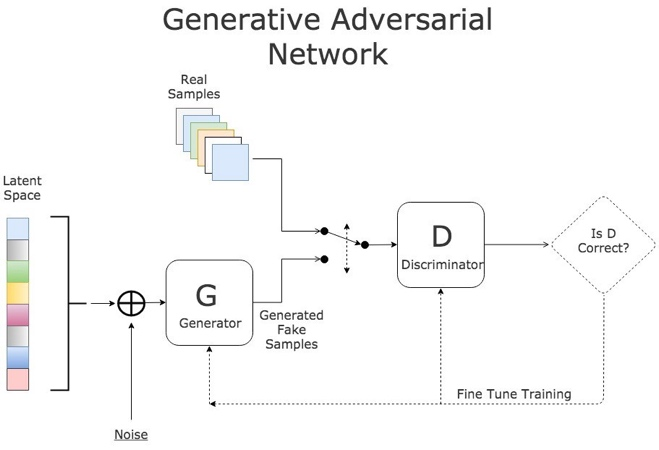 Generative Adversarial
Network
Real
Samples
Latent
Space
G
Generator
Generated
Fake
Samples
D
Discriminator
Is D
Correct?
Fine Tune Training
Noise